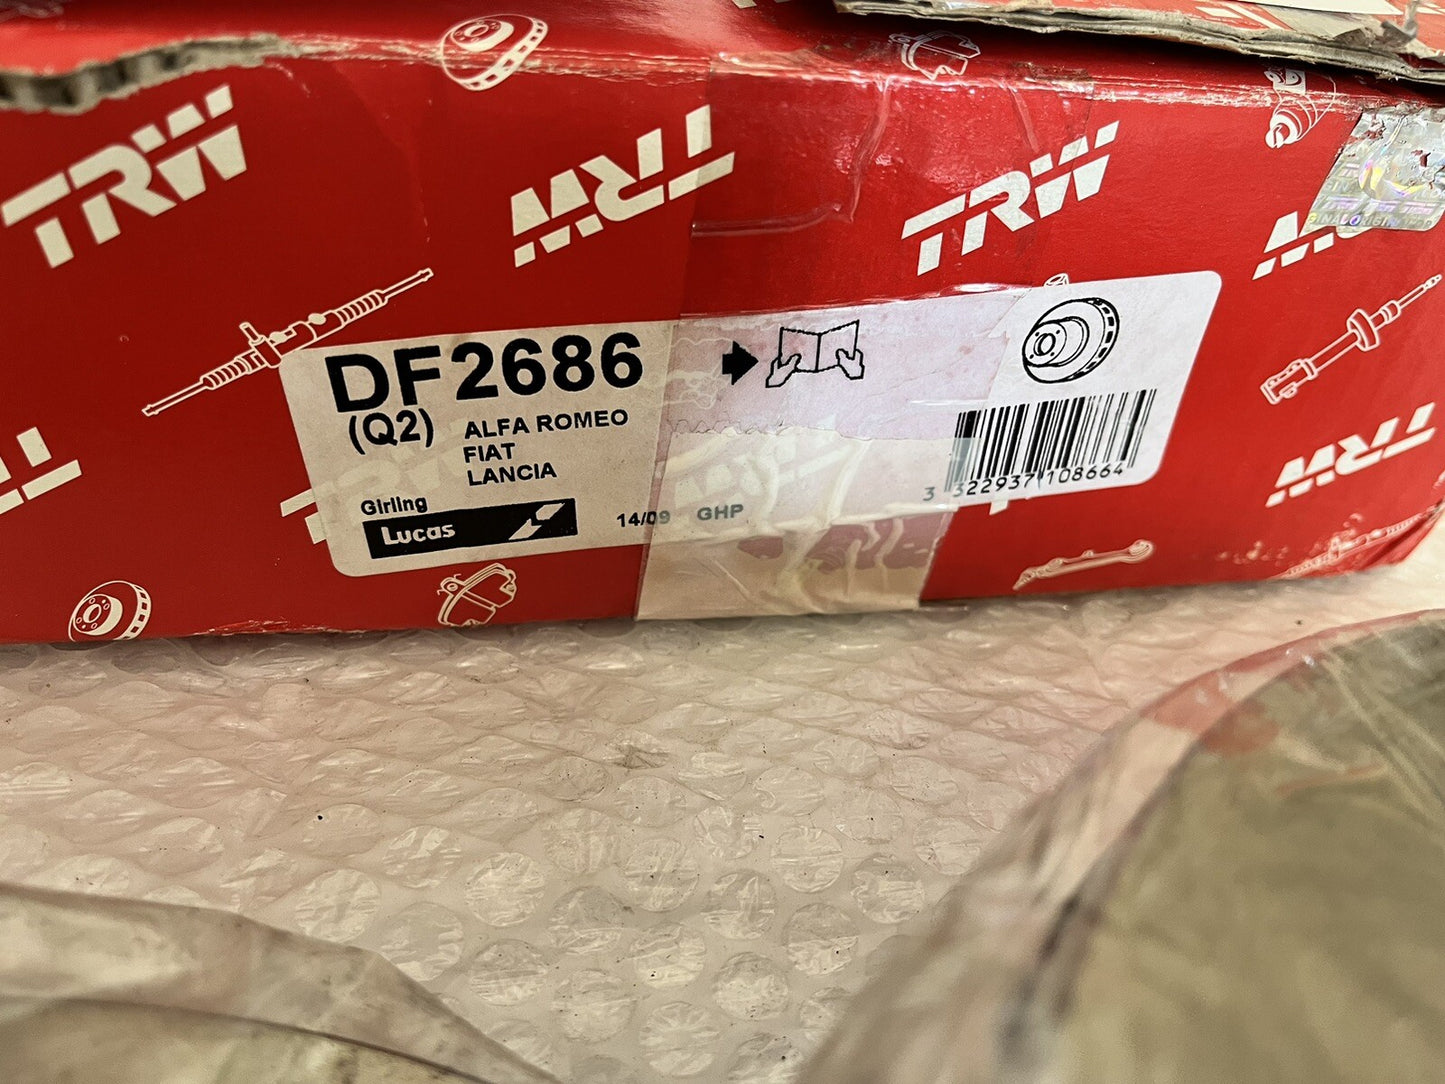 TRW
TRW
TRW
TRW
DF2686
(Q2)
ALFA ROMEO
FIAT
LANCIA
Girling
Lucas
14/09 GHP
3 322937 108664
TRW